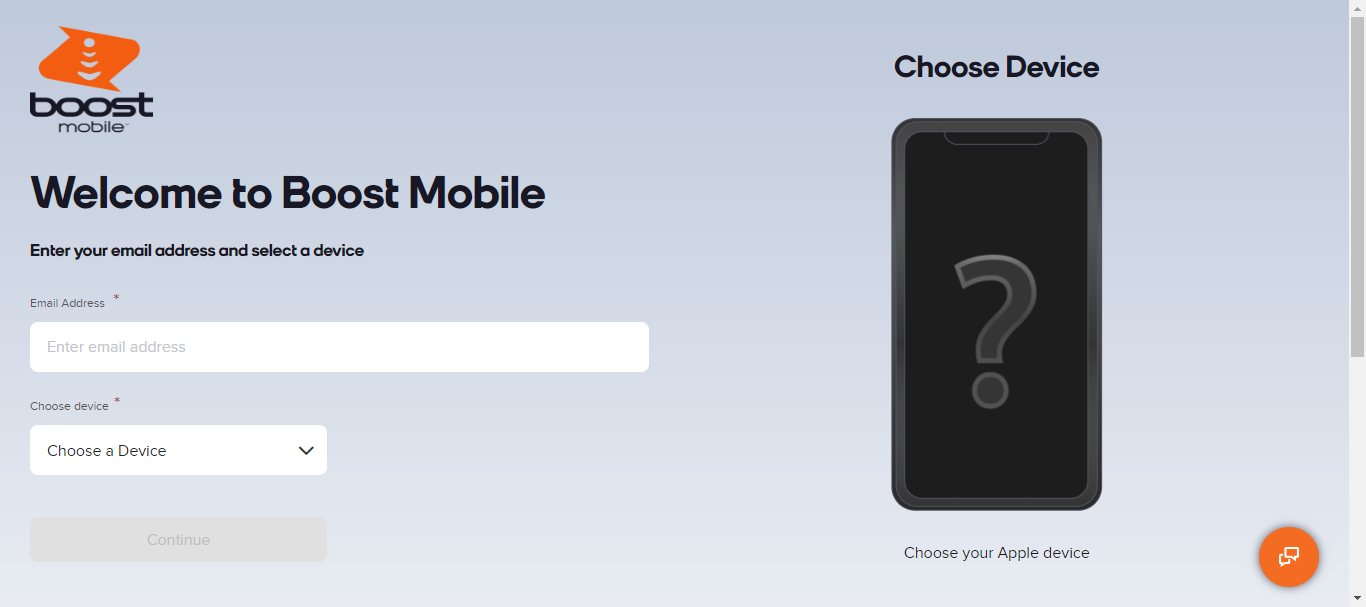 boost
mobile™
Welcome to Boost Mobile
Enter your email address and select a device
Email Address *
Enter email address
Choose device *
Choose a Device
Continue
Choose Device
?
Choose your Apple device